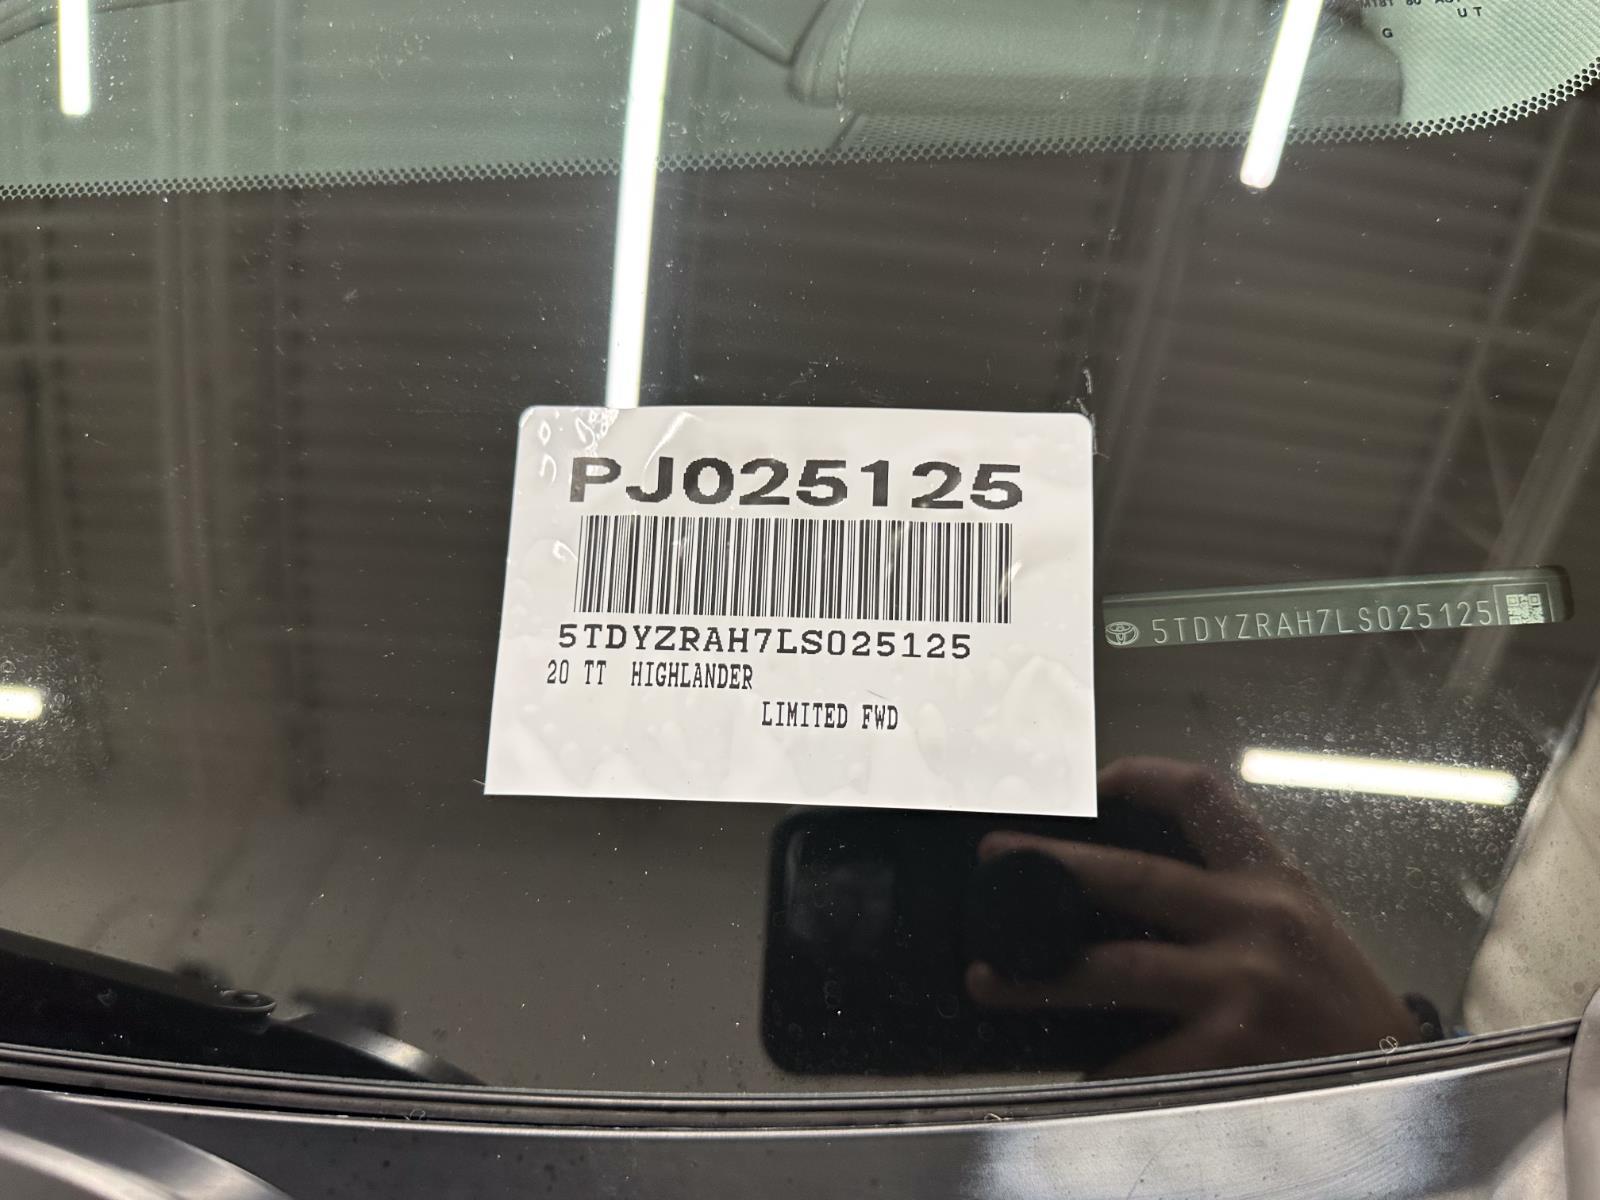 U T
G
PJ025125
5TDYZRAH7LS025125
20 TT HIGHLANDER
LIMITED FWD
5TDYZRAH7LS025125